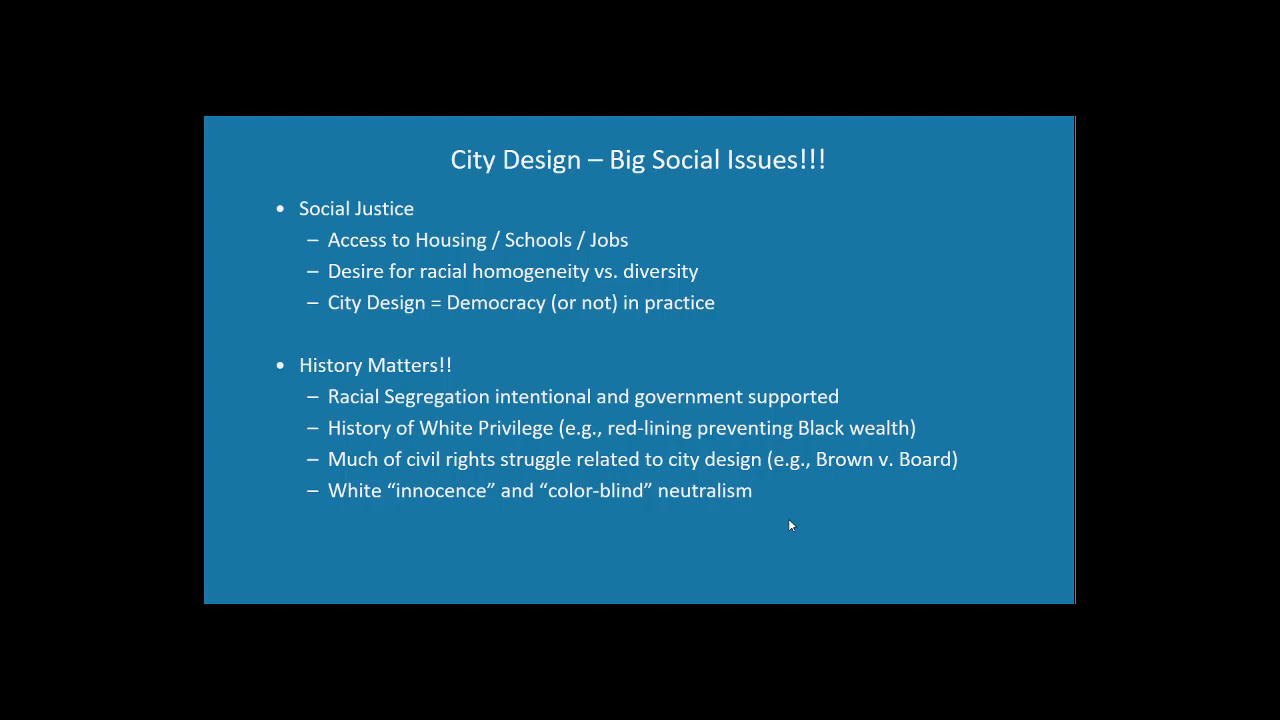 City Design – Big Social Issues!!!
• Social Justice
– Access to Housing / Schools / Jobs
– Desire for racial homogeneity vs. diversity
– City Design = Democracy (or not) in practice
• History Matters!!
– Racial Segregation intentional and government supported
– History of White Privilege (e.g., red-lining preventing Black wealth)
– Much of civil rights struggle related to city design (e.g., Brown v. Board)
– White “innocence” and “color-blind” neutralism